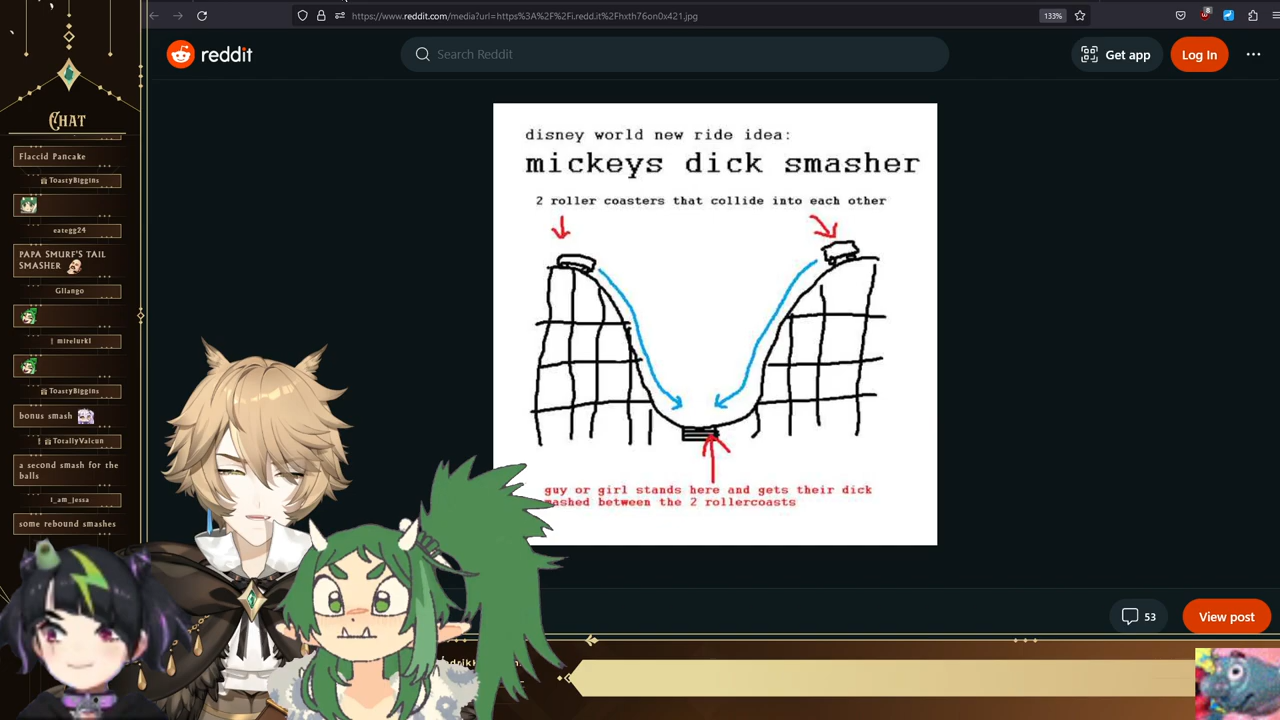 https://www.reddit.com/media?url=https%3A%2F%2Fi.redd.it%2Fhxth76on0x421.jpg
133%
reddit
Search Reddit
Get app
Log In
Chat
Flaccid Pancake
ToastyBiggins
eategg24
PAPA SMURF'S TAIL
SMASHER
Gllango
mirelurk1
ToastyBiggins
bonus smash
TotallyValcun
a second smash for the
balls
I_am_jessa
some rebound smashes
disney world new ride idea:
mickeys dick smasher
2 roller coasters that collide into each other
guy or girl stands here and gets their dick
mashed between the 2 rollercoasts
53
View post